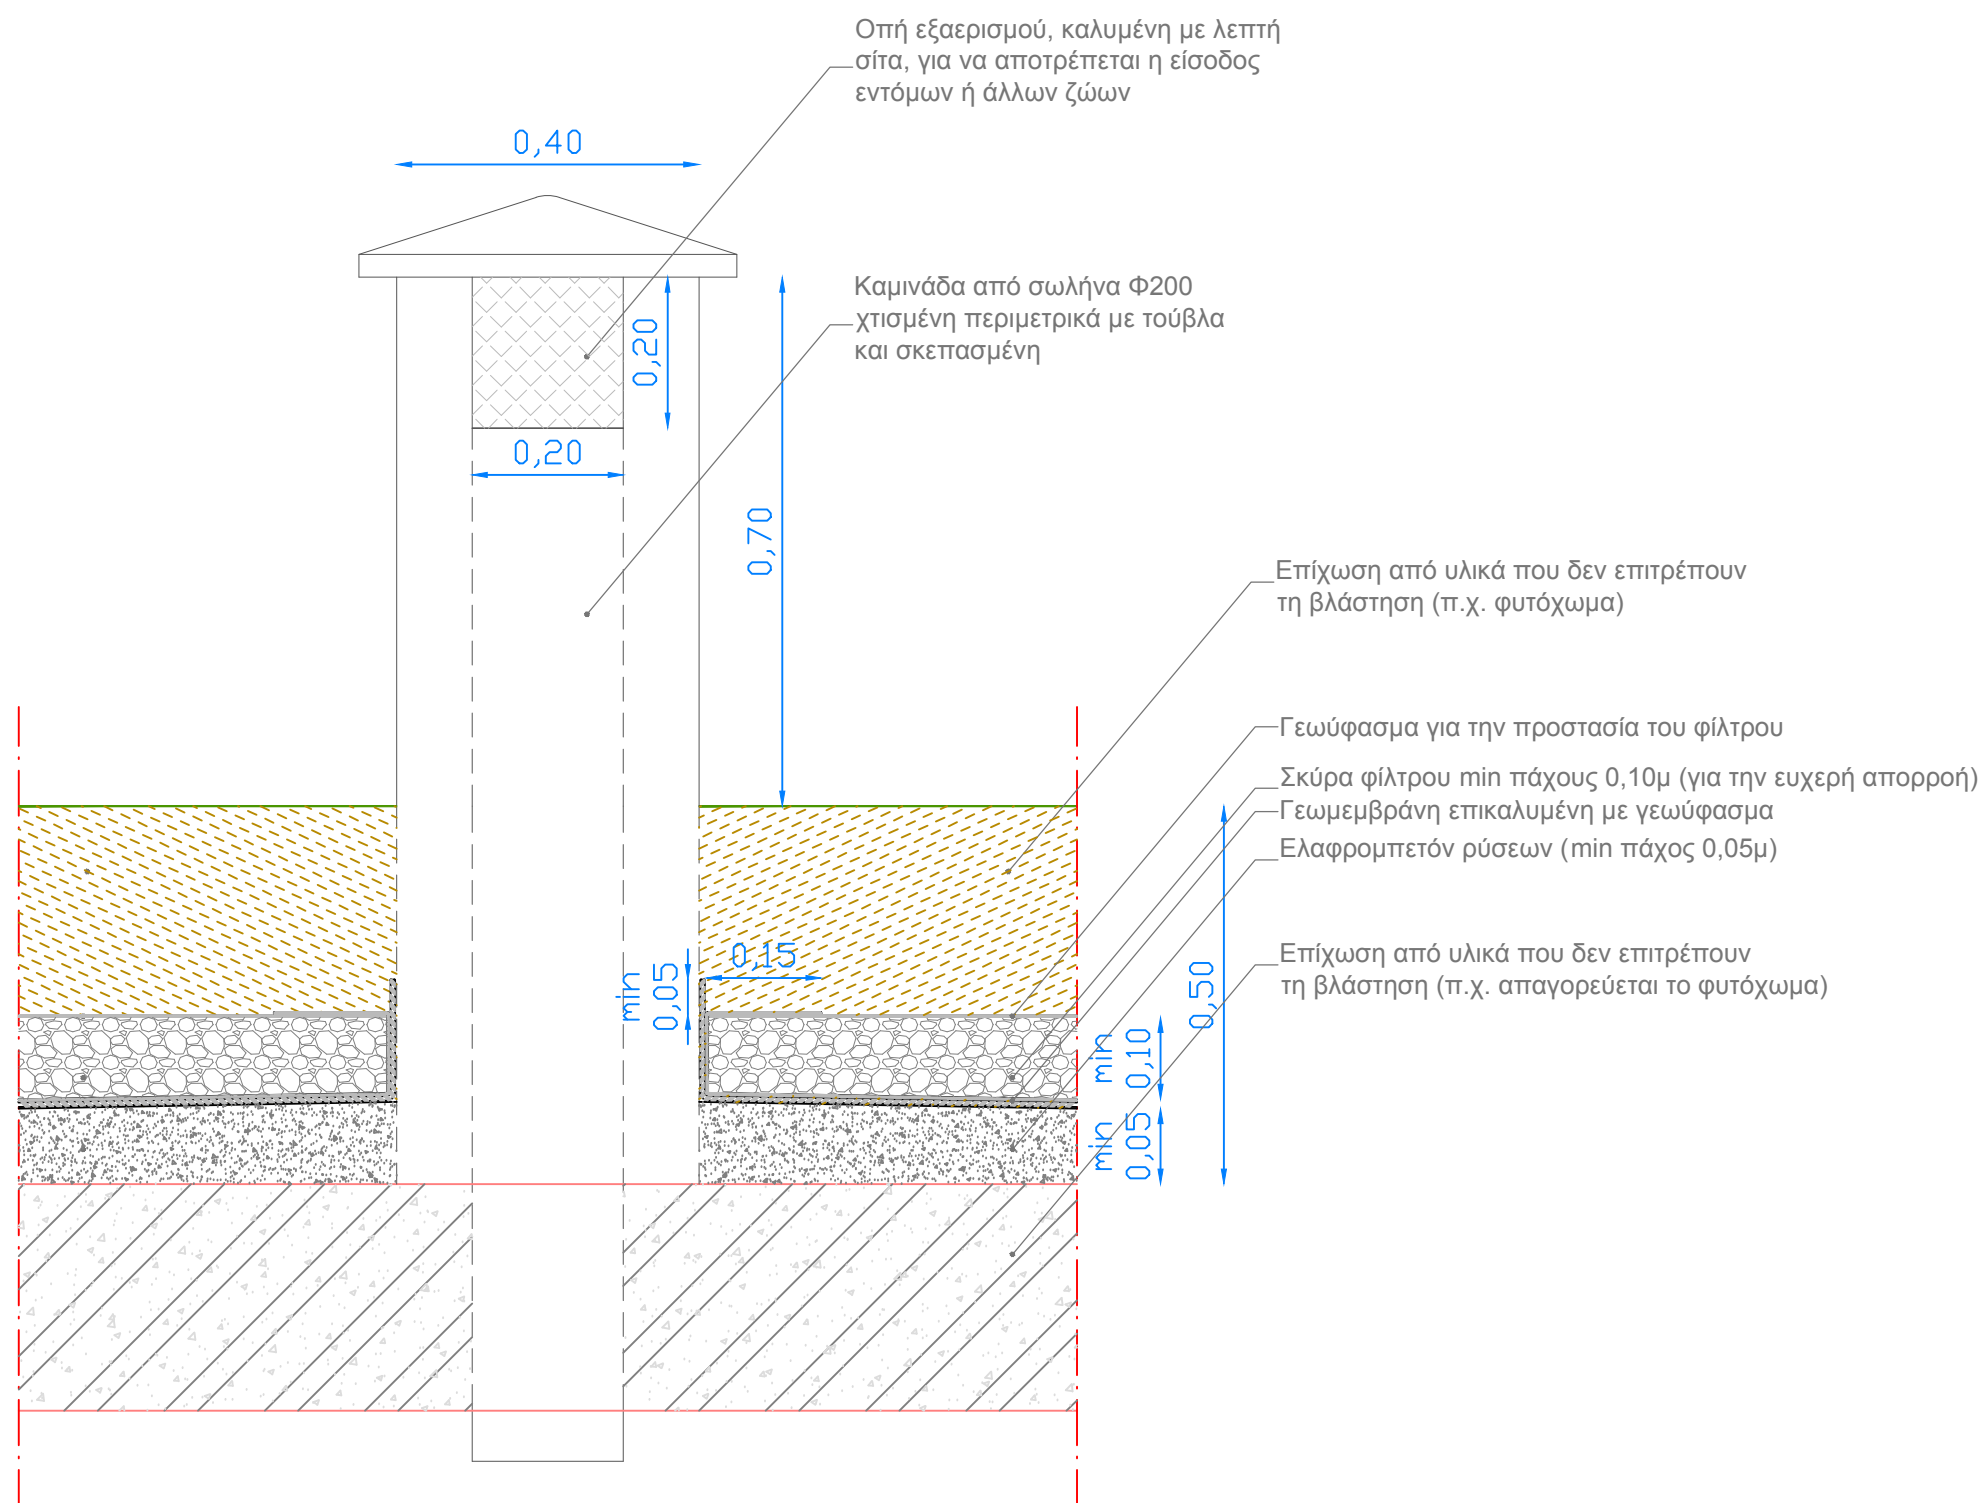 Οπή εξαερισμού, καλυμένη με λεπτή
σίτα, για να αποτρέπεται η είσοδος
εντόμων ή άλλων ζώων
0,40
Καμινάδα από σωλήνα Φ200
χτισμένη περιμετρικά με τούβλα
και σκεπασμένη
0,20
0,20
0,70
Επίχωση από υλικά που δεν επιτρέπουν
τη βλάστηση (π.χ. φυτόχωμα)
Γεωύφασμα για την προστασία του φίλτρου
Σκύρα φίλτρου min πάχους 0,10μ (για την ευχερή απορροή)
Γεωμεμβράνη επικαλυμένη με γεωύφασμα
Ελαφρομπετόν ρύσεων (min πάχος 0,05μ)
Επίχωση από υλικά που δεν επιτρέπουν
τη βλάστηση (π.χ. απαγορεύεται το φυτόχωμα)
0,15
min
0,05
0,50
min
0,10
min
0,05